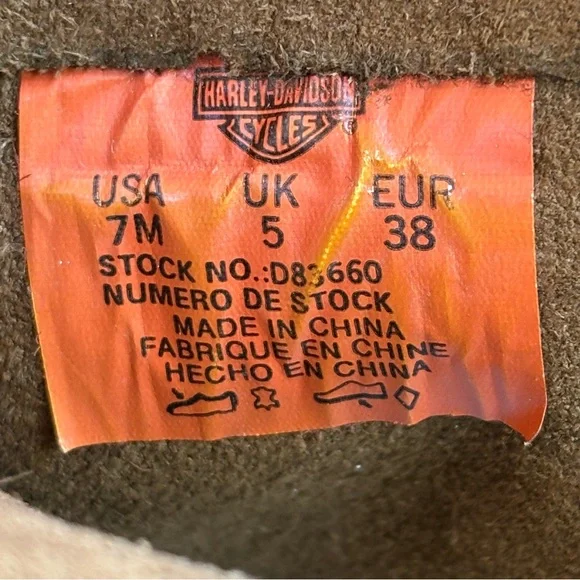 HARLEY-DAVIDSON
CYCLES
®
USA UK EUR
7M 5 38
STOCK NO.:D83660
NUMERO DE STOCK
MADE IN CHINA
FABRIQUE EN CHINE
HECHO EN CHINA